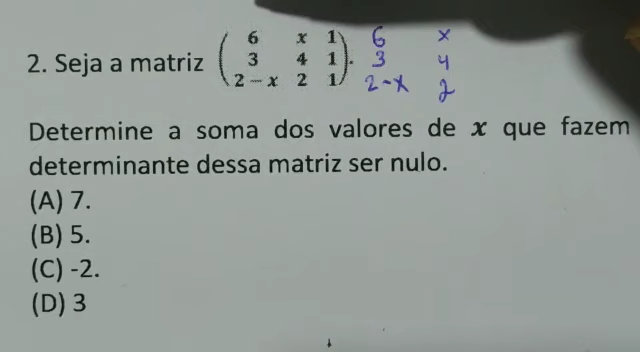 6 x 1 6 x
2. Seja a matriz 3 4 1 . 3 4
2 – x 2 1 2-x 2
Determine a soma dos valores de x que fazem
determinante dessa matriz ser nulo.
(A) 7.
(B) 5.
(C) -2.
(D) 3